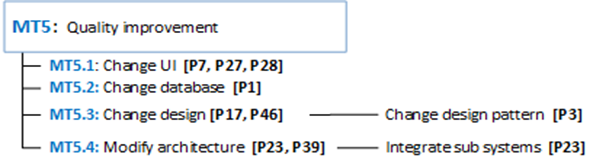 MT5: Quality improvement
MT5.1: Change UI [P7, P27, P28]
MT5.2: Change database [P1]
MT5.3: Change design [P17, P46] Change design pattern [P3]
MT5.4: Modify architecture [P23, P39] Integrate sub systems [P23]